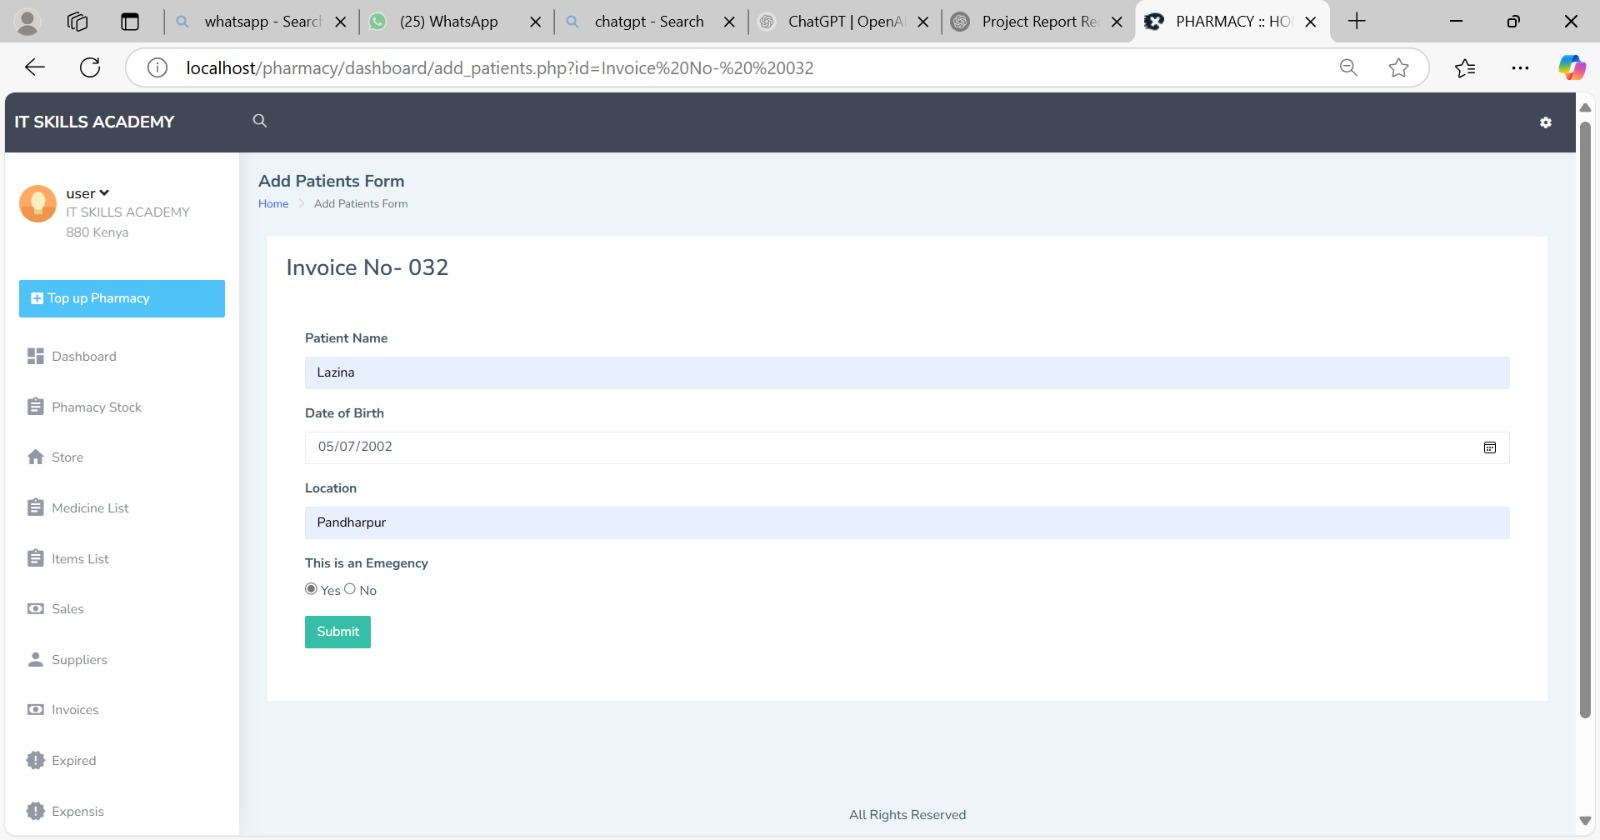 whatsapp - Search
(25) WhatsApp
chatgpt - Search
ChatGPT | OpenA
Project Report Re
PHARMACY :: HO
localhost/pharmacy/dashboard/add_patients.php?id=Invoice%20No-%20%20032
IT SKILLS ACADEMY
user
IT SKILLS ACADEMY
880 Kenya
Top up Pharmacy
Dashboard
Phamacy Stock
Store
Medicine List
Items List
Sales
Suppliers
Invoices
Expired
Expensis
Add Patients Form
Home
Add Patients Form
Invoice No- 032
Patient Name
Lazina
Date of Birth
05/07/2002
Location
Pandharpur
This is an Emegency
Yes No
Submit
All Rights Reserved